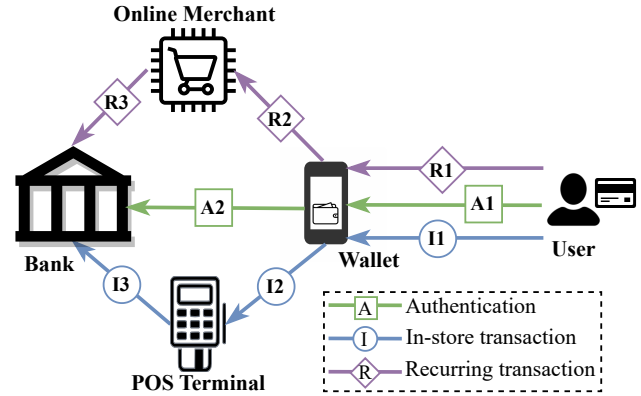 Online Merchant
R3
R2
R1
A2
A1
I1
Bank
Wallet
User
I3
I2
POS Terminal
A Authentication
I In-store transaction
R Recurring transaction